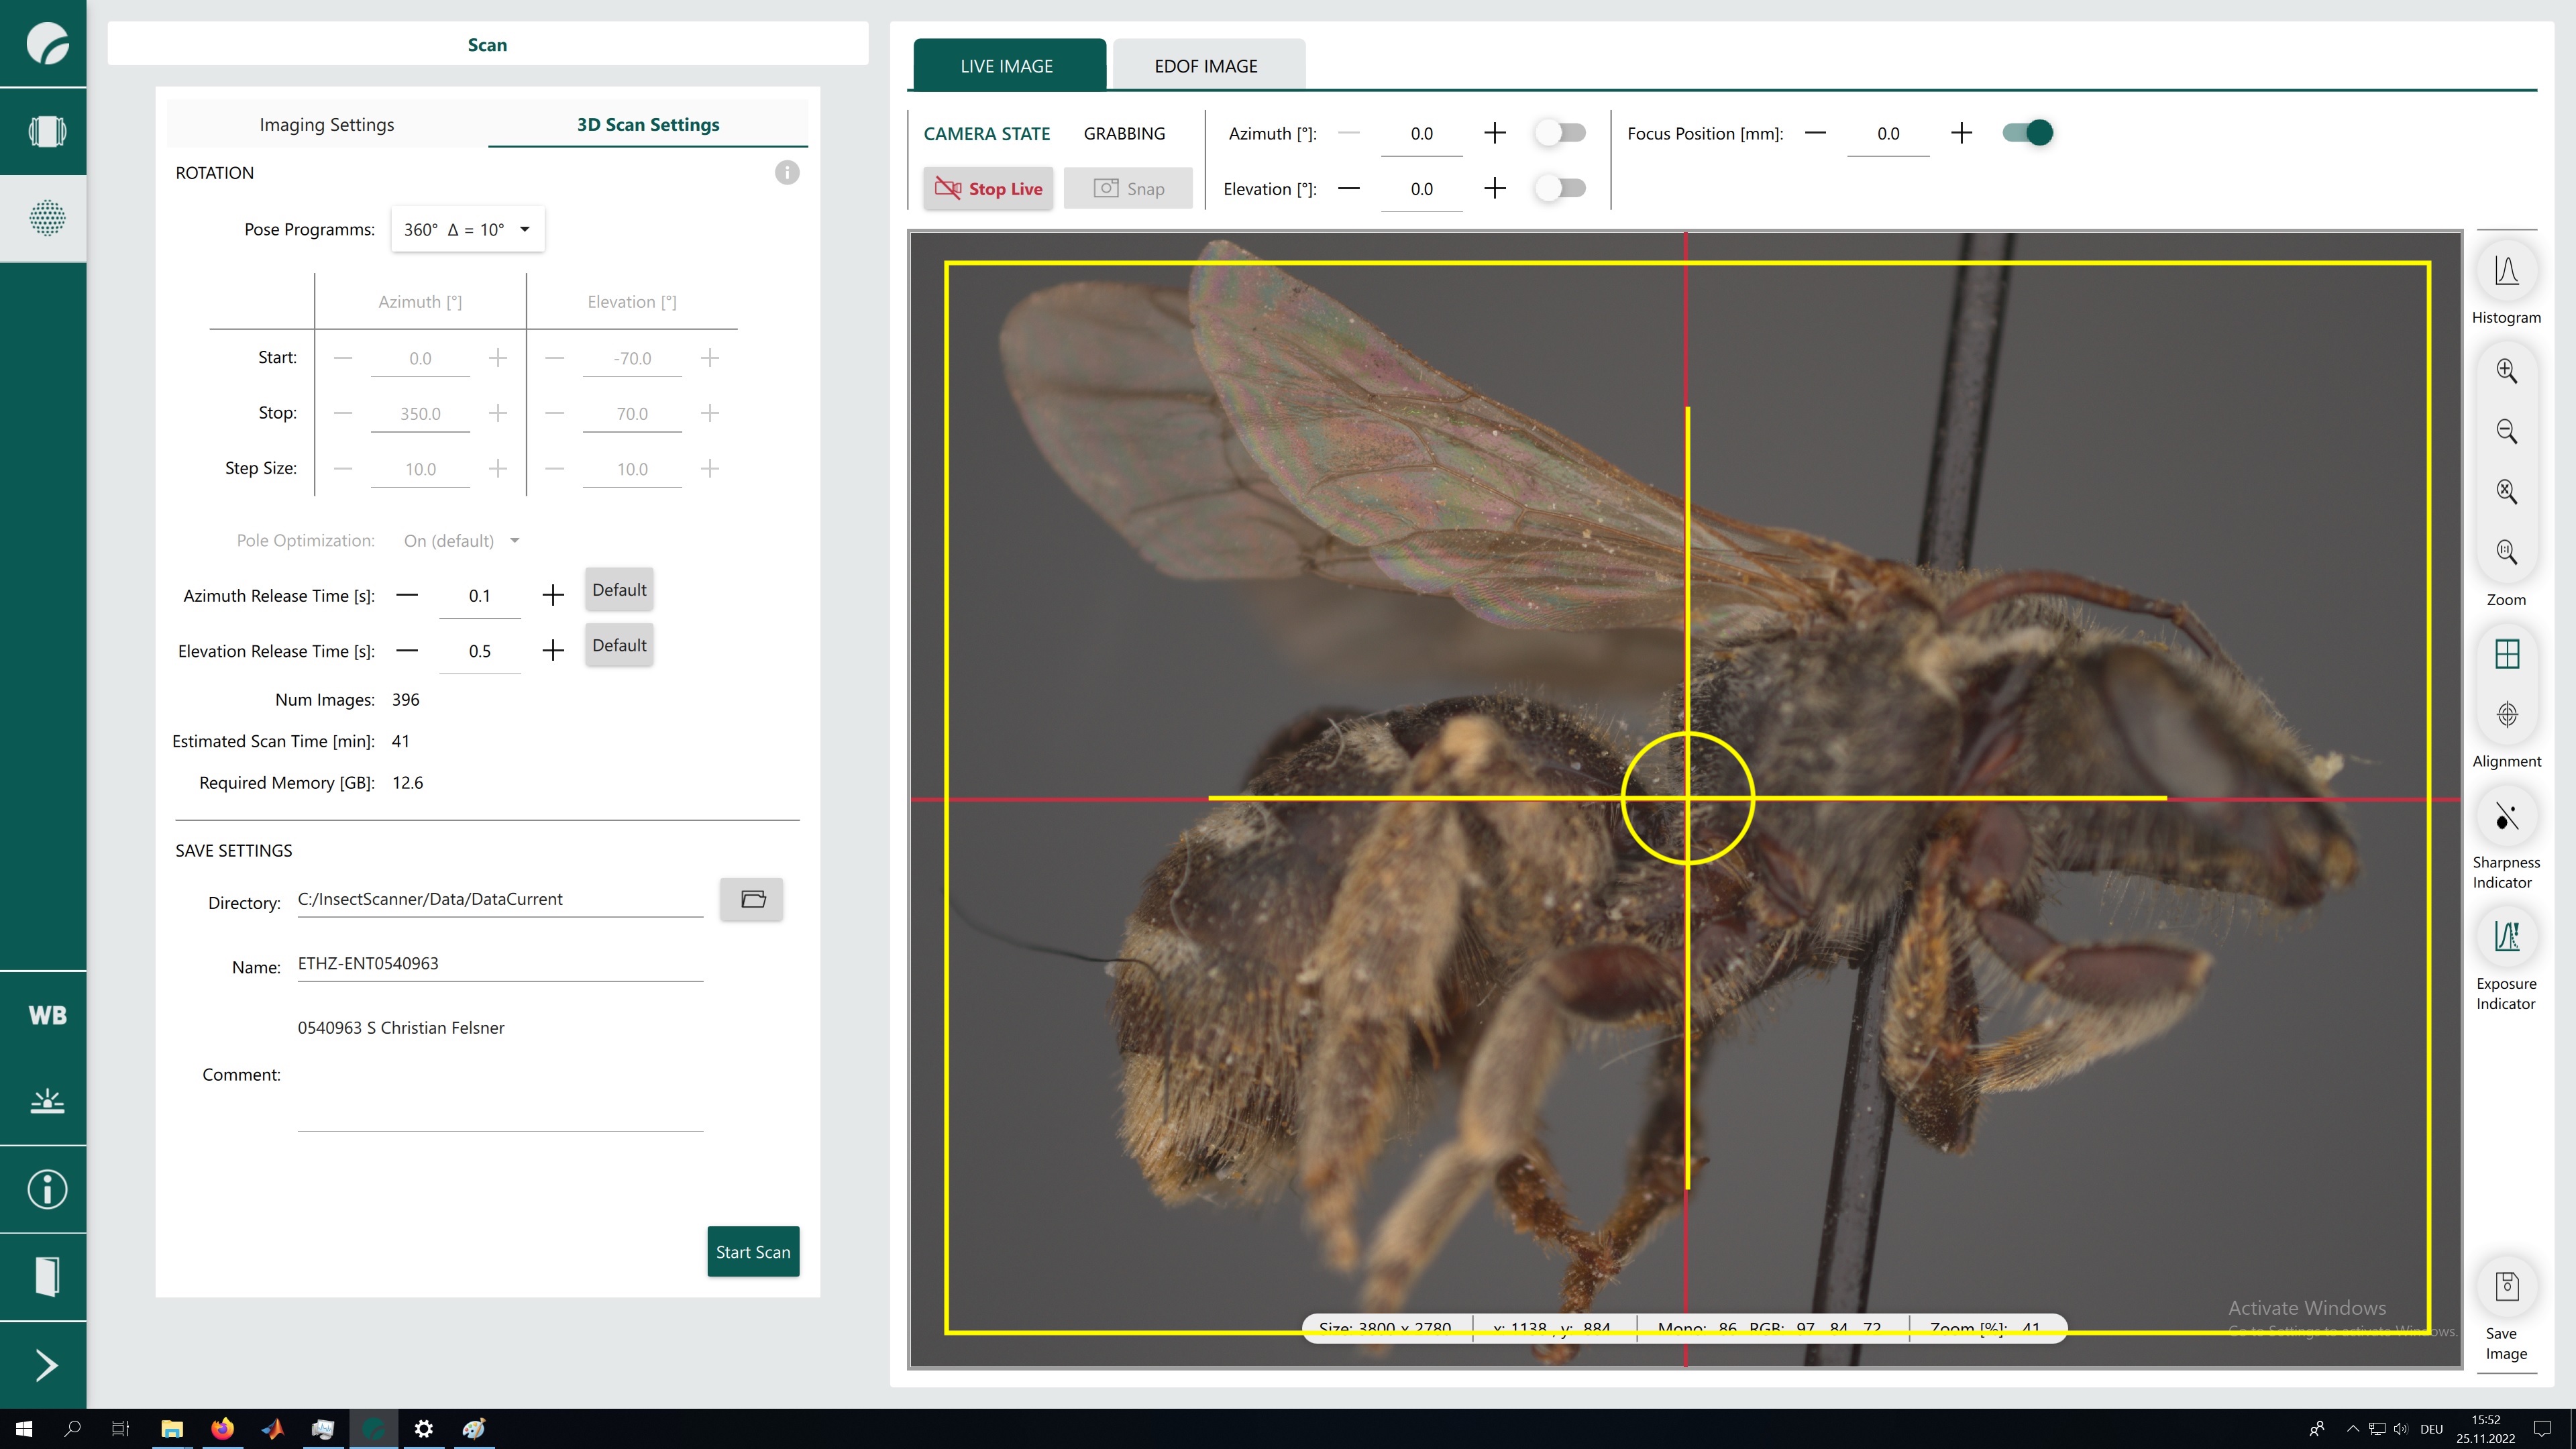 Scan
Imaging Settings
3D Scan Settings
ROTATION
Pose Programms: 360° Δ = 10°
Azimuth [°] Elevation [°]
Start: 0.0 -70.0
Stop: 350.0 70.0
Step Size: 10.0 10.0
Pole Optimization: On (default)
Azimuth Release Time [s]: 0.1 Default
Elevation Release Time [s]: 0.5 Default
Num Images: 396
Estimated Scan Time [min]: 41
Required Memory [GB]: 12.6
SAVE SETTINGS
Directory: C:/InsectScanner/Data/DataCurrent
Name: ETHZ-ENT0540963
0540963 S Christian Felsner
Comment:
Start Scan
WB
LIVE IMAGE
EDOF IMAGE
CAMERA STATE GRABBING
Stop Live
Snap
Azimuth [°]: 0.0
Elevation [°]: 0.0
Focus Position [mm]: 0.0
Histogram
Zoom
Alignment
Sharpness
Indicator
Exposure
Indicator
Save
Image
Size: 3800 x 2780 x: 1138 , y: 884 Mono: 86 RGB: 97 84 72 Zoom [%]: 41
Activate Windows
Go to Settings to activate Windows.
DEU
15:52
25.11.2022